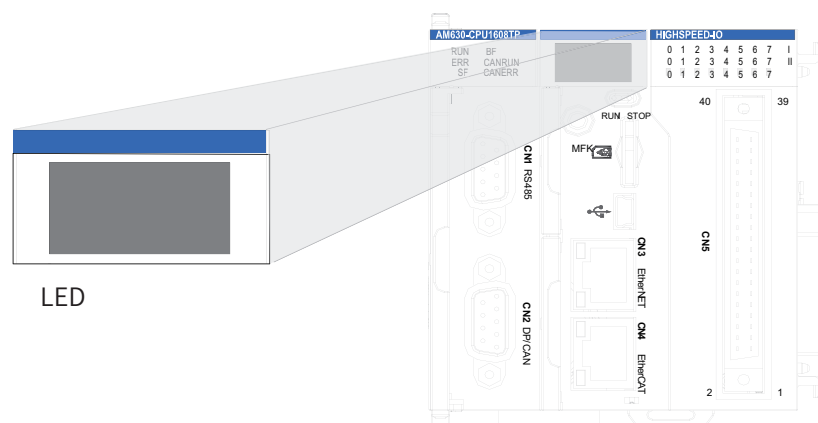 AM630-CPU1608TP
HIGHSPEED-IO
RUN BF
ERR CANRUN
SF CANERR
0 1 2 3 4 5 6 7 I
0 1 2 3 4 5 6 7 II
0 1 2 3 4 5 6 7
40 39
RUN STOP
MFK
CN1 RS485
CN3 EtherNET
CN5
CN2 DP/CAN
CN4 EtherCAT
2 1
LED